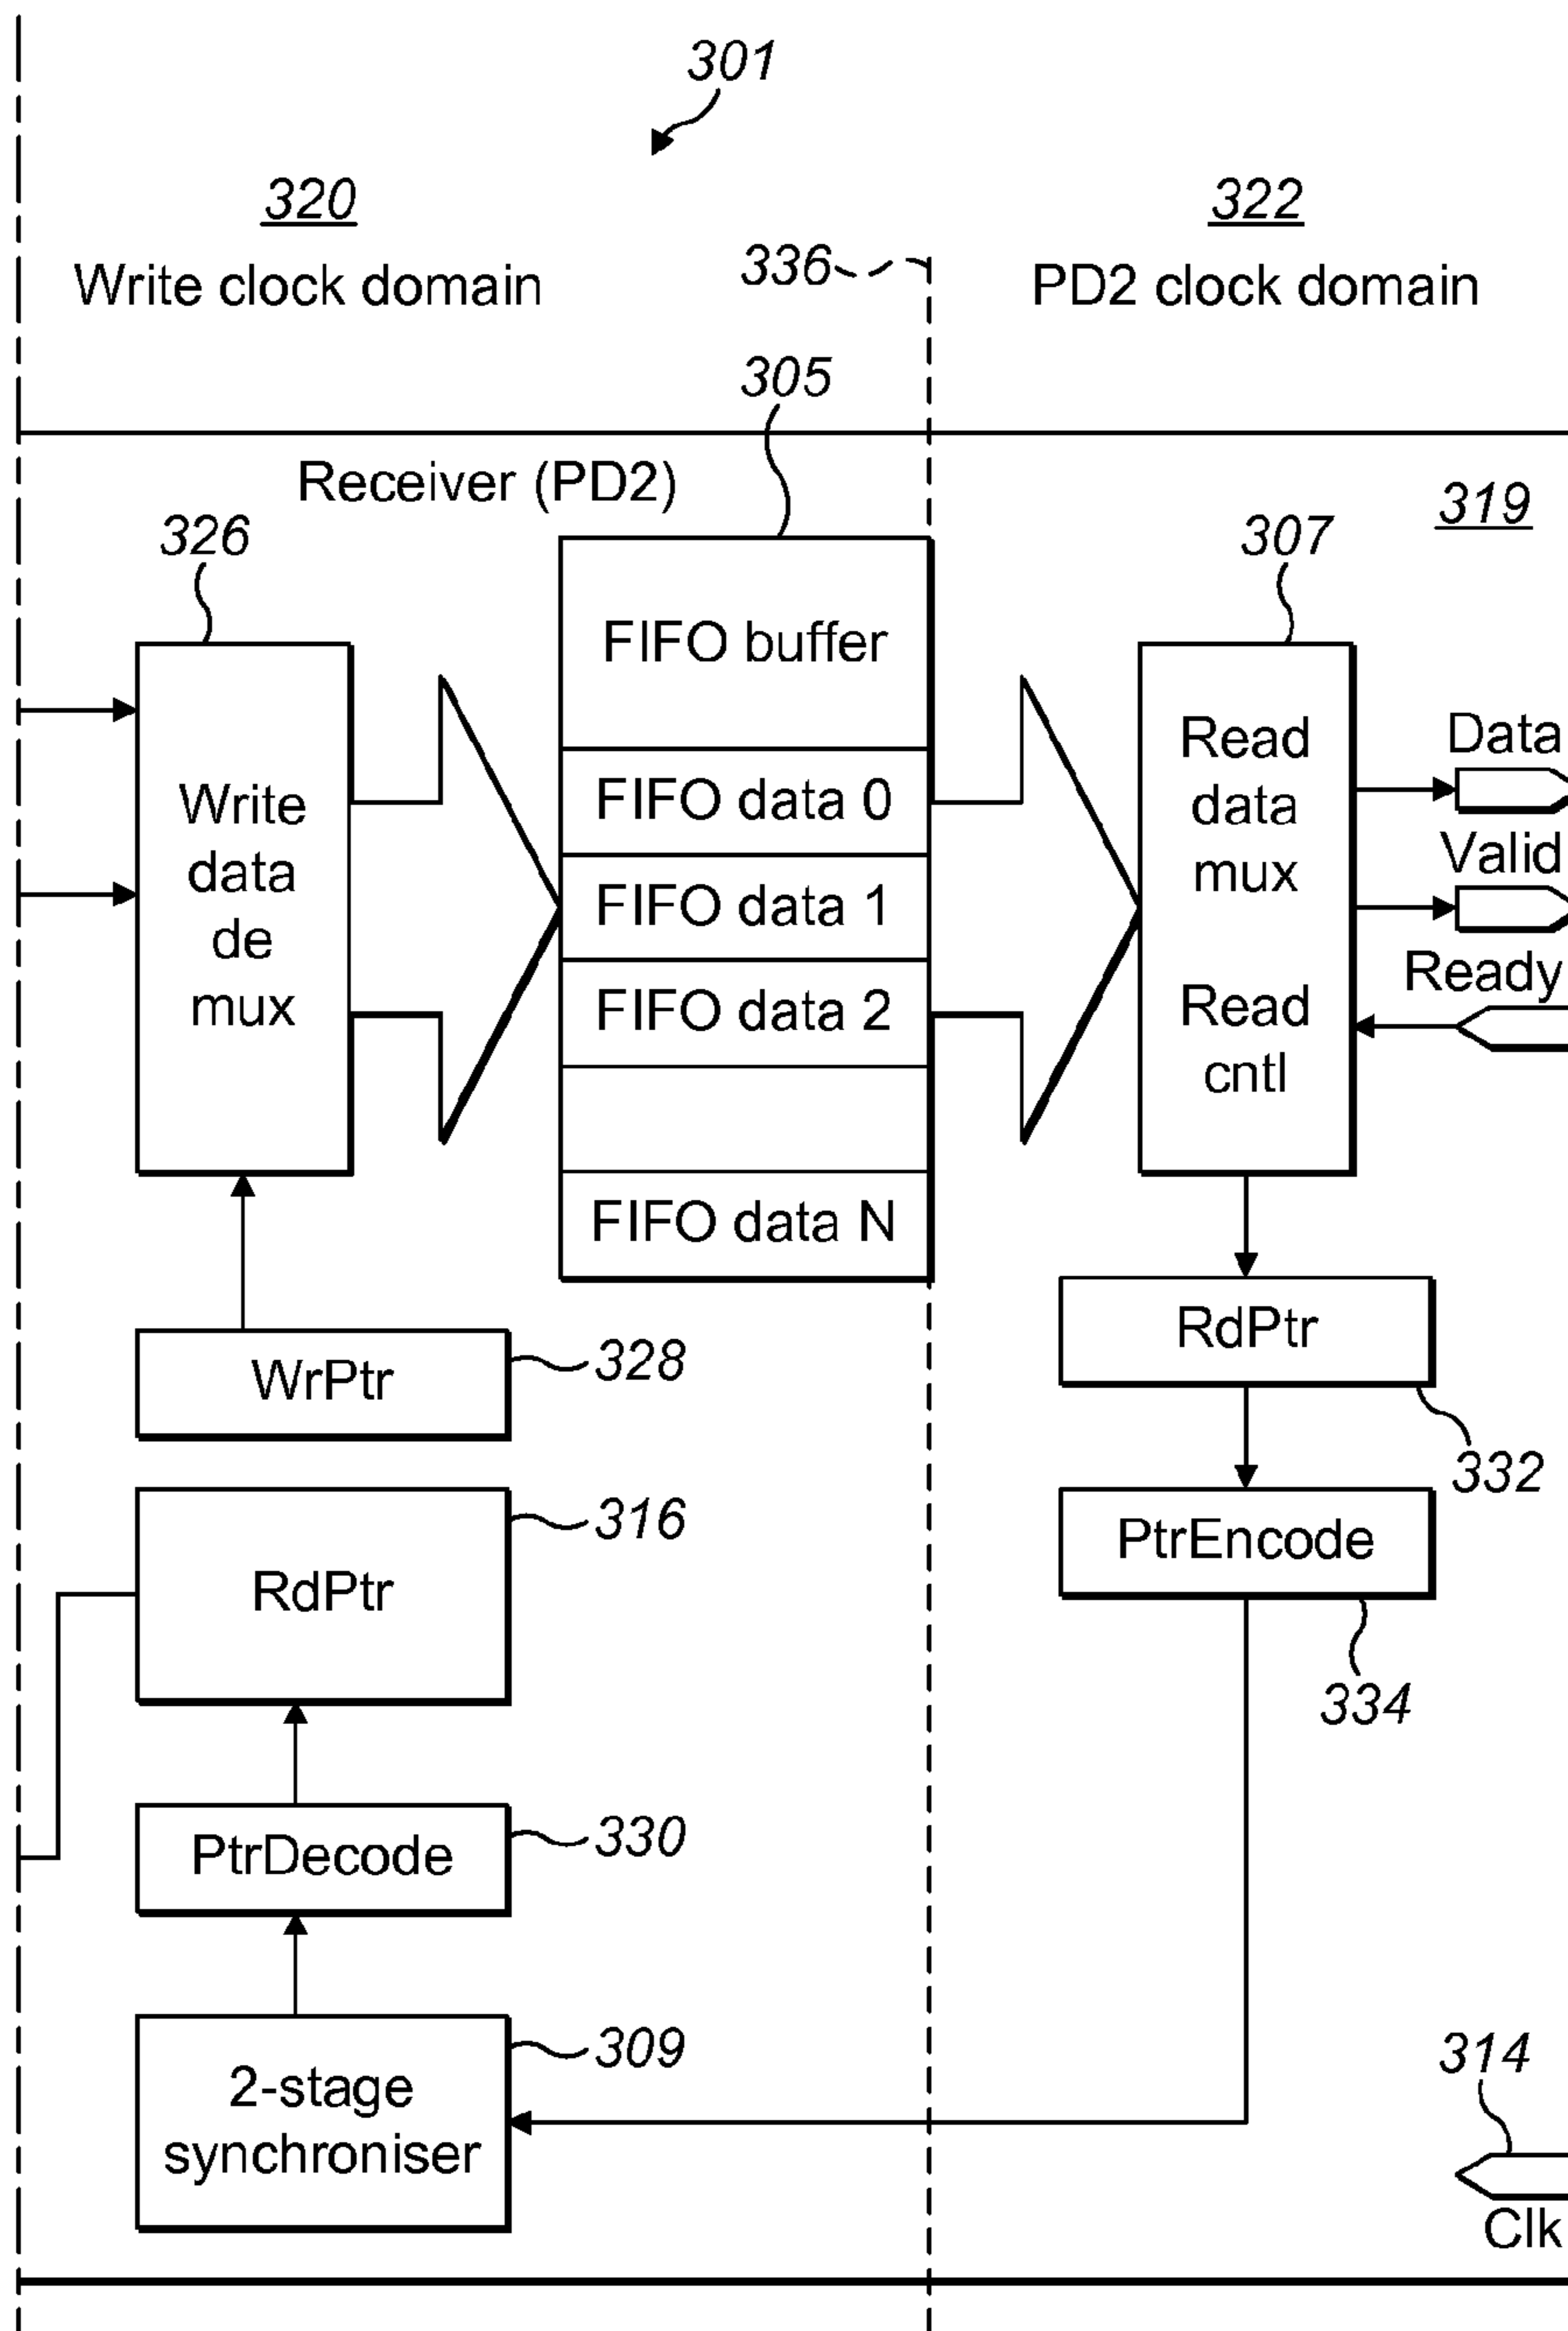 301
320
322
Write clock domain
336
PD2 clock domain
305
Receiver (PD2)
319
326
307
FIFO buffer
Write
data
de
mux
FIFO data 0
FIFO data 1
FIFO data 2
FIFO data N
Read
data
mux
Read
cntl
Data
Valid
Ready
WrPtr
328
RdPtr
332
RdPtr
316
PtrEncode
334
PtrDecode
330
2-stage
synchroniser
309
314
Clk